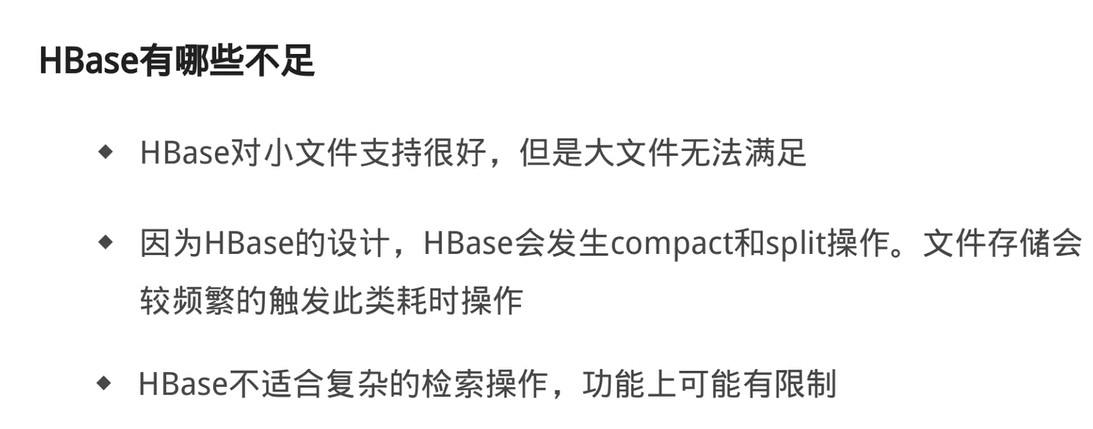 HBase有哪些不足
◆ HBase对小文件支持很好，但是大文件无法满足
◆ 因为HBase的设计，HBase会发生compact和split操作。文件存储会
较频繁的触发此类耗时操作
◆ HBase不适合复杂的检索操作，功能上可能有限制